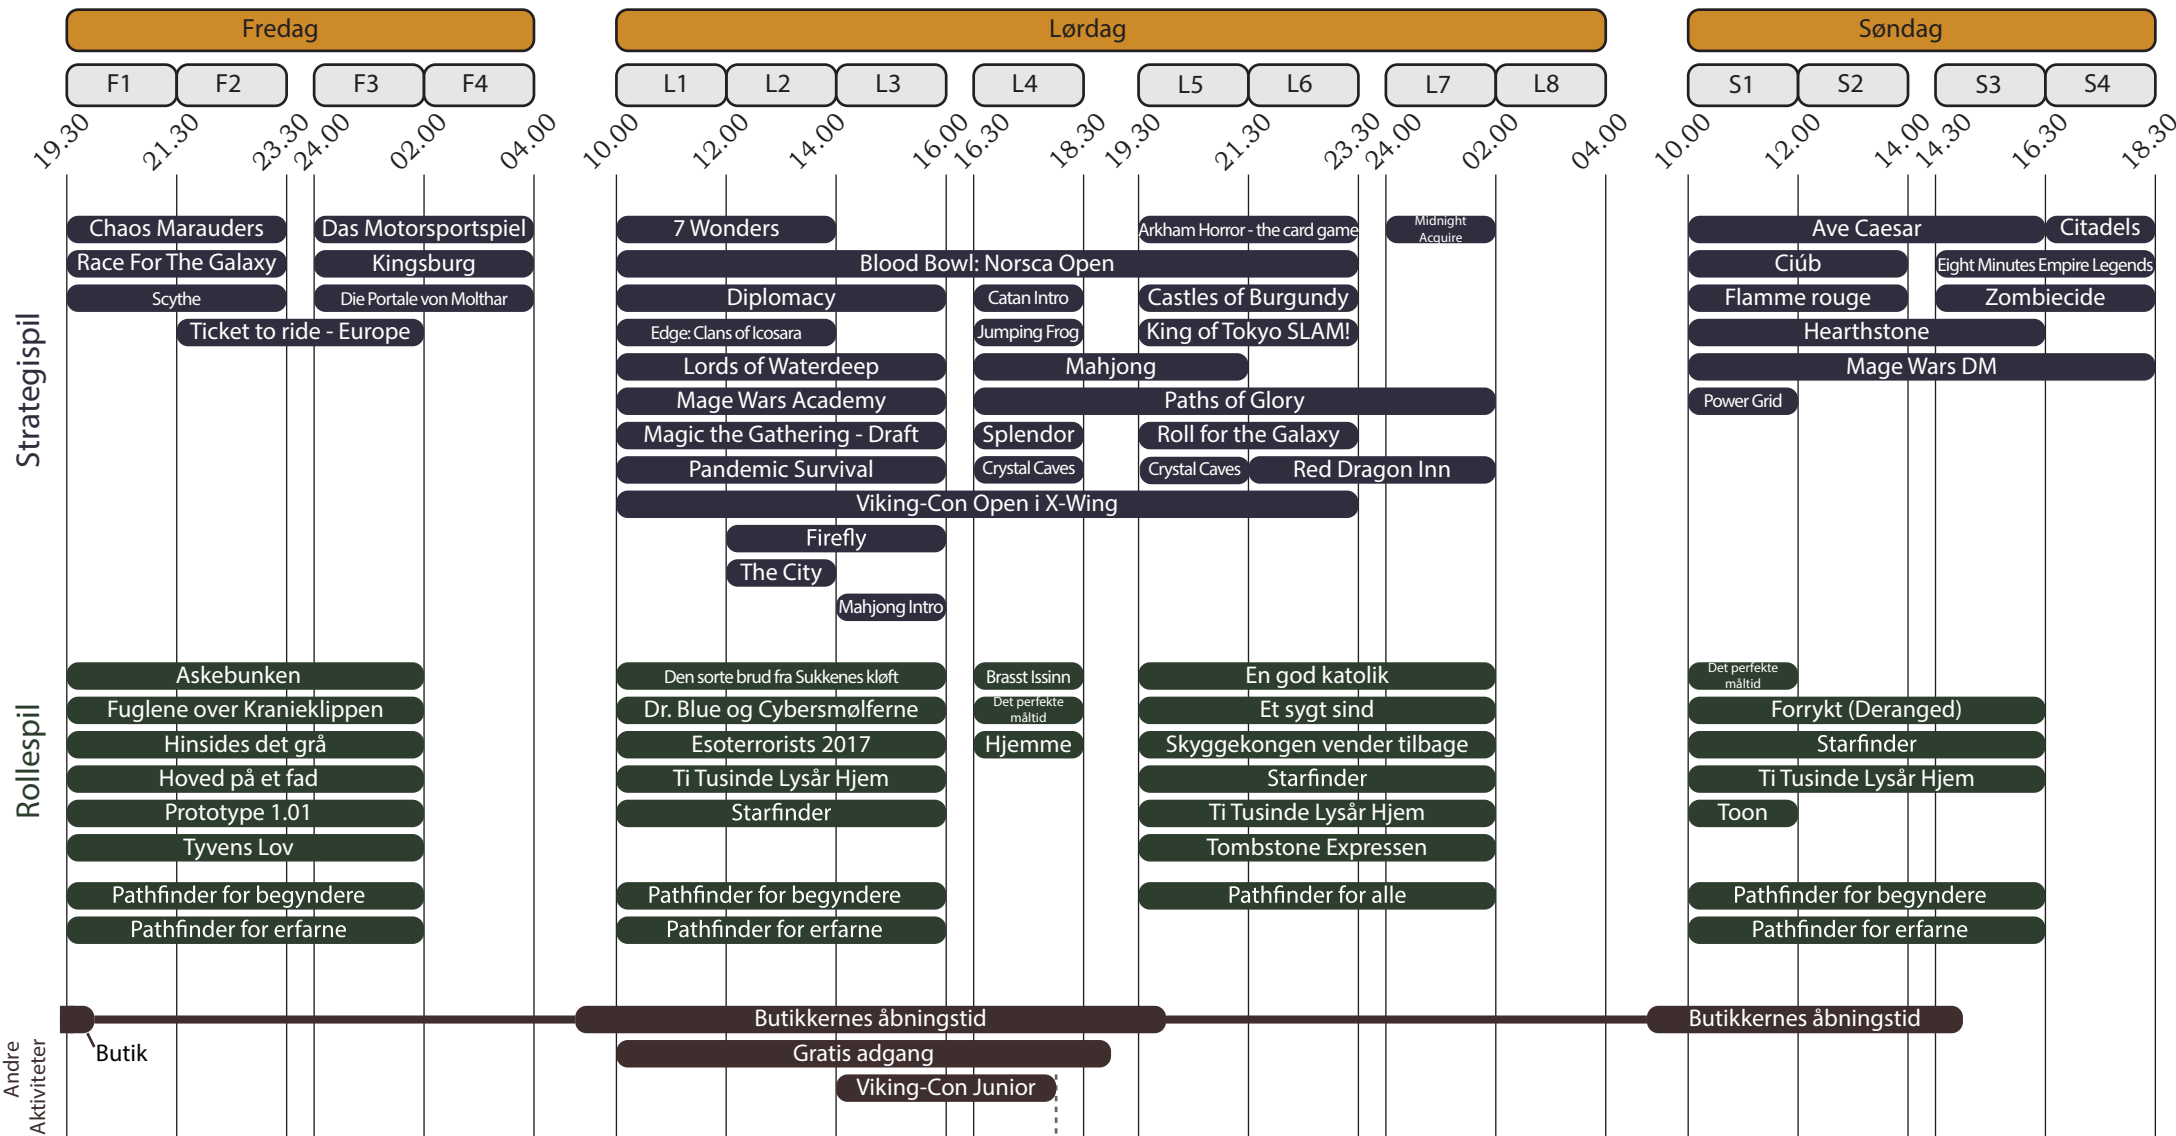 Fredag Lørdag Søndag
F1 F2 F3 F4 L1 L2 L3 L4 L5 L6 L7 L8 S1 S2 S3 S4
19.30 21.30 23.30 24.00 02.00 04.00 10.00 12.00 14.00 16.00 16.30 18.30 19.30 21.30 23.30 24.00 02.00 04.00 10.00 12.00 14.00 14.30 16.30 18.30
Strategispil
Chaos Marauders Das Motorsportspiel 7 Wonders Arkham Horror - the card game Midnight
Acquire Ave Caesar Citadels
Race For The Galaxy Kingsburg Blood Bowl: Norsca Open Ciúb Eight Minutes Empire Legends
Scythe Die Portale von Molthar Diplomacy Catan Intro Castles of Burgundy Flamme rouge Zombiecide
Ticket to ride - Europe Edge: Clans of Icosara Jumping Frog King of Tokyo SLAM! Hearthstone
Lords of Waterdeep Mahjong Mage Wars DM
Mage Wars Academy Paths of Glory Power Grid
Magic the Gathering - Draft Splendor Roll for the Galaxy
Pandemic Survival Crystal Caves Crystal Caves Red Dragon Inn
Viking-Con Open i X-Wing
Firefly
The City
Mahjong Intro
Rollespil
Askebunken Den sorte brud fra Sukkenes kløft Brasst Issinn En god katolik Det perfekte
måltid
Fuglene over Kranieklippen Dr. Blue og Cybersmølferne Det perfekte
måltid Et sygt sind Forrykt (Deranged)
Hinsides det grå Esoterrorists 2017 Hjemme Skyggekongen vender tilbage Starfinder
Hoved på et fad Ti Tusinde Lysår Hjem Starfinder Ti Tusinde Lysår Hjem
Prototype 1.01 Starfinder Ti Tusinde Lysår Hjem Toon
Tyvens Lov Tombstone Expressen
Pathfinder for begyndere Pathfinder for begyndere Pathfinder for alle Pathfinder for begyndere
Pathfinder for erfarne Pathfinder for erfarne Pathfinder for erfarne
Andre
Aktiviteter
Butikkernes åbningstid Butikkernes åbningstid
Butik Gratis adgang
Viking-Con Junior